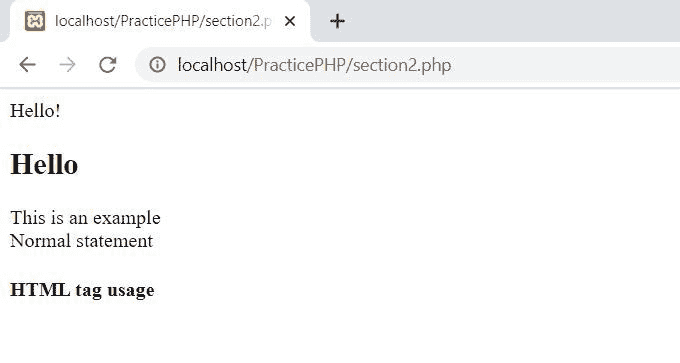 localhost/PracticePHP/section2.p
localhost/PracticePHP/section2.php
Hello!
Hello
This is an example
Normal statement
HTML tag usage